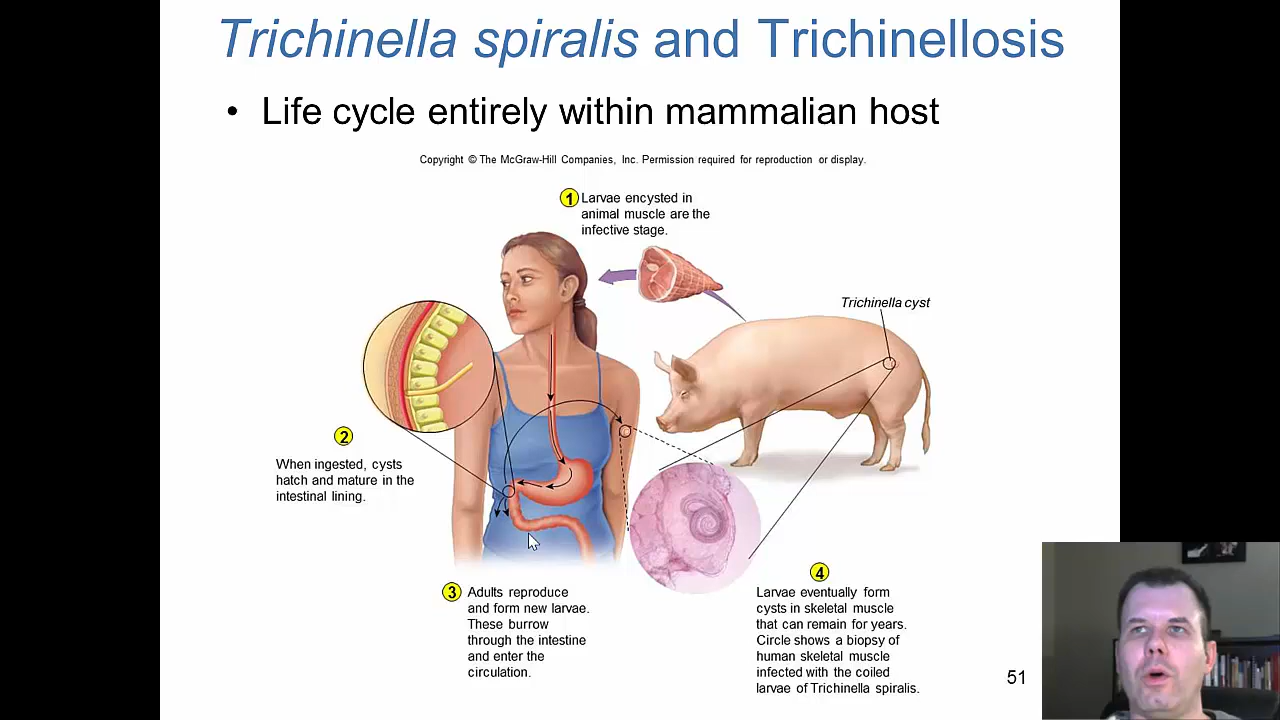 Trichinella spiralis and Trichinellosis
• Life cycle entirely within mammalian host
Copyright © The McGraw-Hill Companies, Inc. Permission required for reproduction or display.
1 Larvae encysted in
animal muscle are the
infective stage.
Trichinella cyst
2
When ingested, cysts
hatch and mature in the
intestinal lining.
3 Adults reproduce
and form new larvae.
These burrow
through the intestine
and enter the
circulation.
4
Larvae eventually form
cysts in skeletal muscle
that can remain for years.
Circle shows a biopsy of
human skeletal muscle
infected with the coiled
larvae of Trichinella spiralis.
51